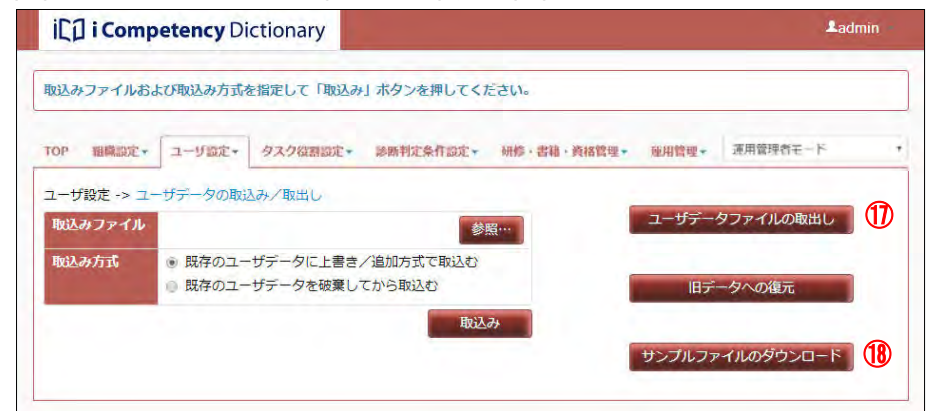 i Competency Dictionary
admin
取込みファイルおよび取込み方式を指定して「取込み」ボタンを押してください。
TOP 組織設定 ユーザ設定 タスク役割設定 診断判定条件設定 研修・書籍・資格管理 運用管理 運用管理者モード
ユーザ設定 -> ユーザデータの取込み／取出し
取込みファイル 参照… ユーザデータファイルの取出し ⑰
取込み方式 既存のユーザデータに上書き／追加方式で取込む
既存のユーザデータを破棄してから取込む 旧データへの復元
取込み
サンプルファイルのダウンロード ⑱